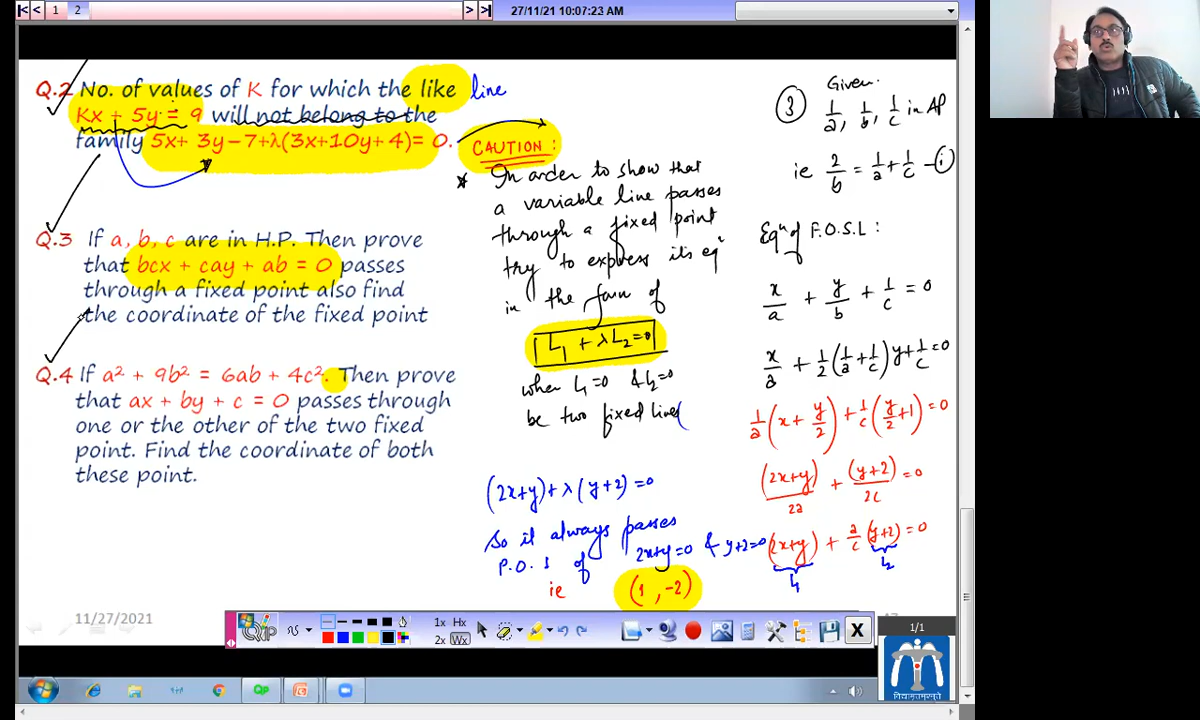 1 2
27/11/21 10:07:23 AM
Q.2 No. of values of K for which the like line
Kx + 5y = 9 will not belong to the
family 5x+ 3y – 7+λ(3x+10y+ 4)= 0.
Q.3 If a, b, c are in H.P. Then prove
that bcx + cay + ab = 0 passes
through a fixed point also find
the coordinate of the fixed point
Q.4 If a² + 9b² = 6ab + 4c². Then prove
that ax + by + c = 0 passes through
one or the other of the two fixed
point. Find the coordinate of both
these point.
CAUTION :
* In order to show that
a variable line passes
through a fixed point
try to express its eqⁿ
in the form of
L₁ + λL₂=0
when L₁=0 & L₂=0
be two fixed lines
(2x+y)+λ(y+2)=0
So it always passes
P.O.I of 2x+y=0 & y+2=0
ie (1, -2)
③ Given
1/a, 1/b, 1/c in AP
ie 2/b = 1/a + 1/c – (i)
Eqⁿ of F.O.S.L :
x/a + y/b + 1/c = 0
x/a + 1/2(1/a + 1/c)y + 1/c = 0
1/a(x + y/2) + 1/c(y/2 + 1) = 0
(2x+y)/2a + (y+2)/2c = 0
(2x+y) + a/c(y+2) = 0
L₁ L₂
11/27/2021
47
QIP
1x Hx
2x Wx
X
1/1
QP